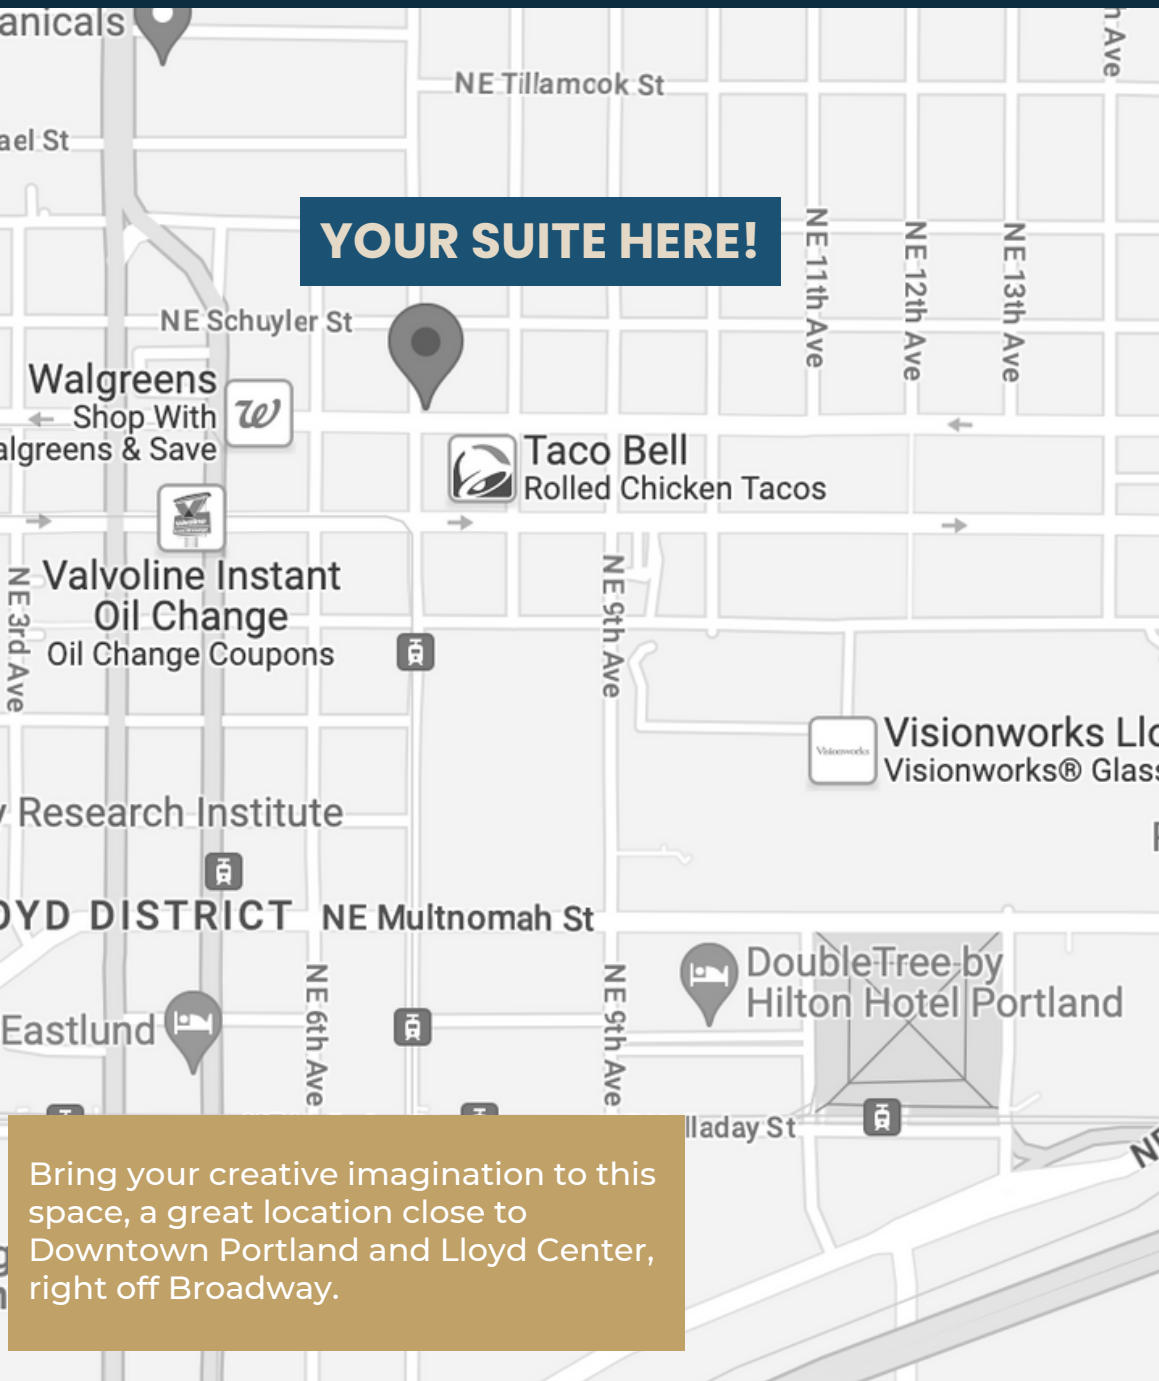 anicals
h Ave
NE Tillamook St
ael St
YOUR SUITE HERE!
NE 11th Ave
NE 12th Ave
NE 13th Ave
NE Schuyler St
Walgreens
Shop With
algreens & Save
Taco Bell
Rolled Chicken Tacos
Valvoline Instant
Oil Change
Oil Change Coupons
NE 3rd Ave
NE 9th Ave
Visionworks
Visionworks Llo
Visionworks® Glass
y Research Institute
OYD DISTRICT
NE Multnomah St
NE 6th Ave
NE 9th Ave
DoubleTree by
Hilton Hotel Portland
Eastlund
lladay St
NE
Bring your creative imagination to this
space, a great location close to
Downtown Portland and Lloyd Center,
right off Broadway.